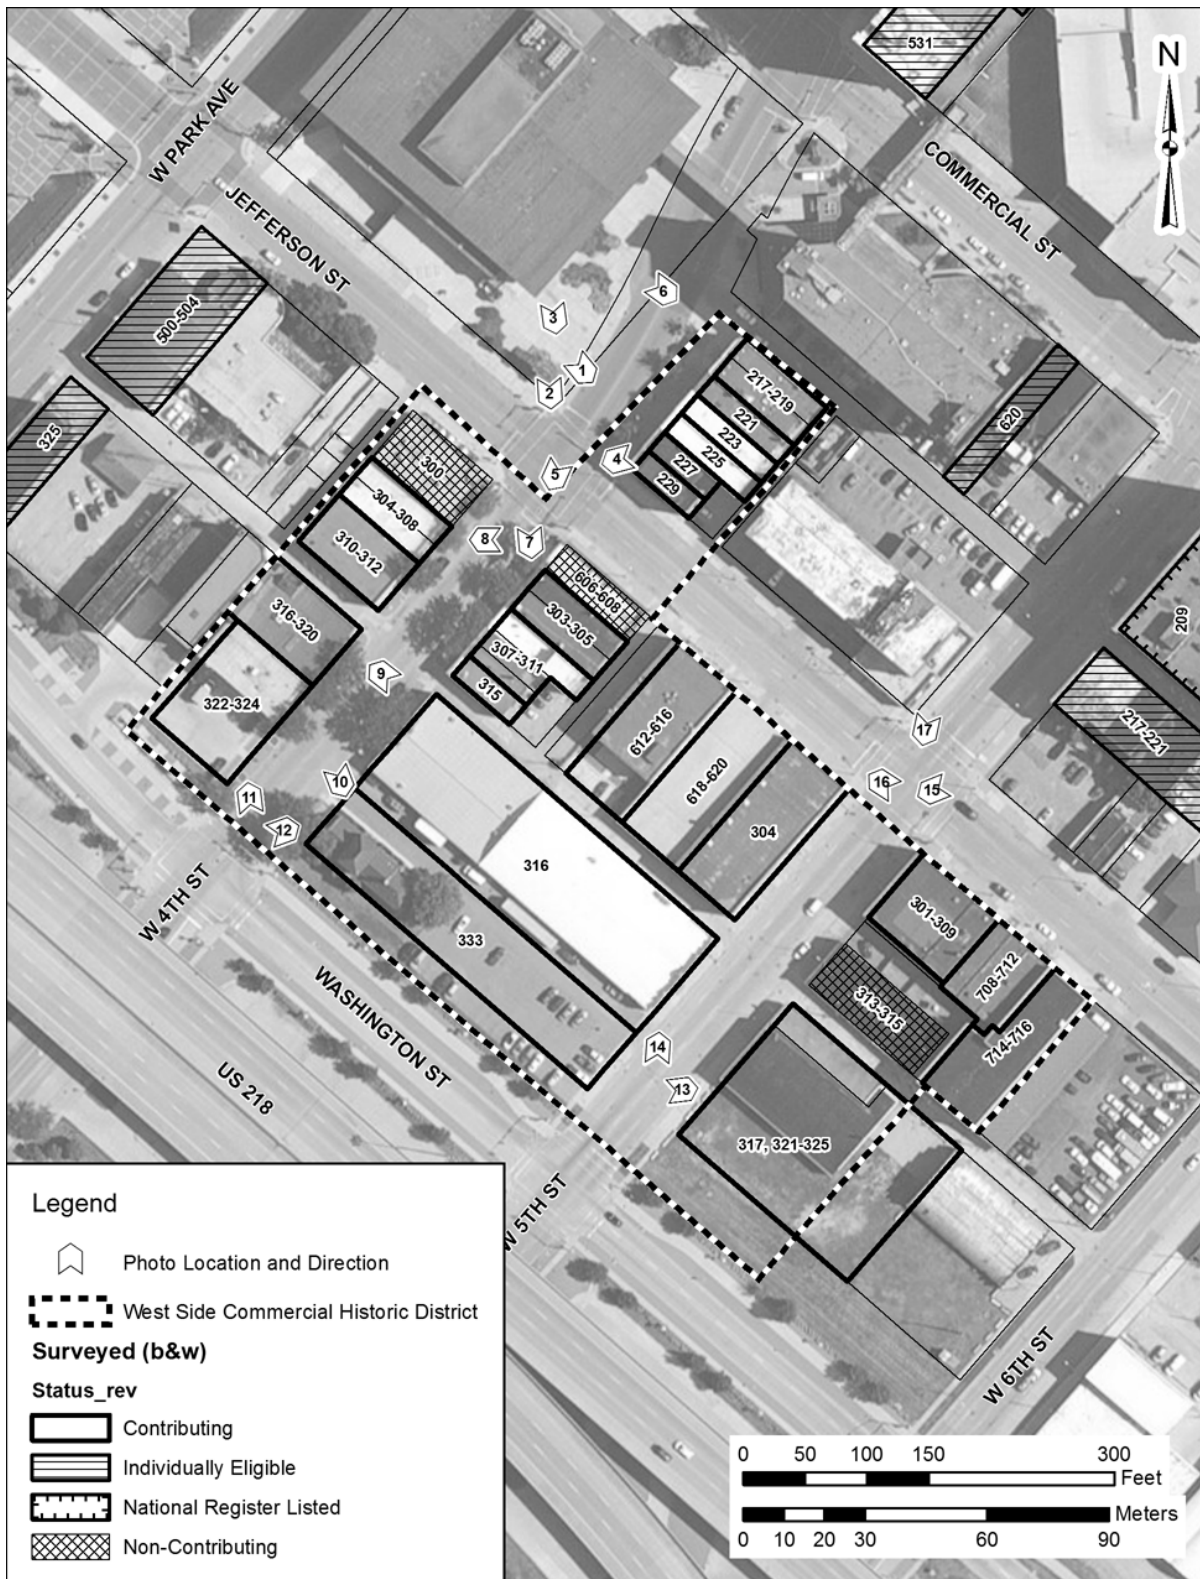 531
N
W PARK AVE
COMMERCIAL ST
JEFFERSON ST
6
3
500-504
1
2
217-219
221
620
223
325
225
4
300
5
227
229
304-308
8
7
310-312
606-608
209
316-320
303-305
307-311
9
315
322-324
217-221
612-616
17
618-620
10
16
15
11
12
304
316
W 4TH ST
301-309
333
708-712
WASHINGTON ST
313-315
14
714-716
US 218
13
317, 321-325
W 5TH ST
W 6TH ST
Legend
Photo Location and Direction
West Side Commercial Historic District
Surveyed (b&w)
Status_rev
Contributing
Individually Eligible
National Register Listed
Non-Contributing
0 50 100 150 300
Feet
Meters
0 10 20 30 60 90